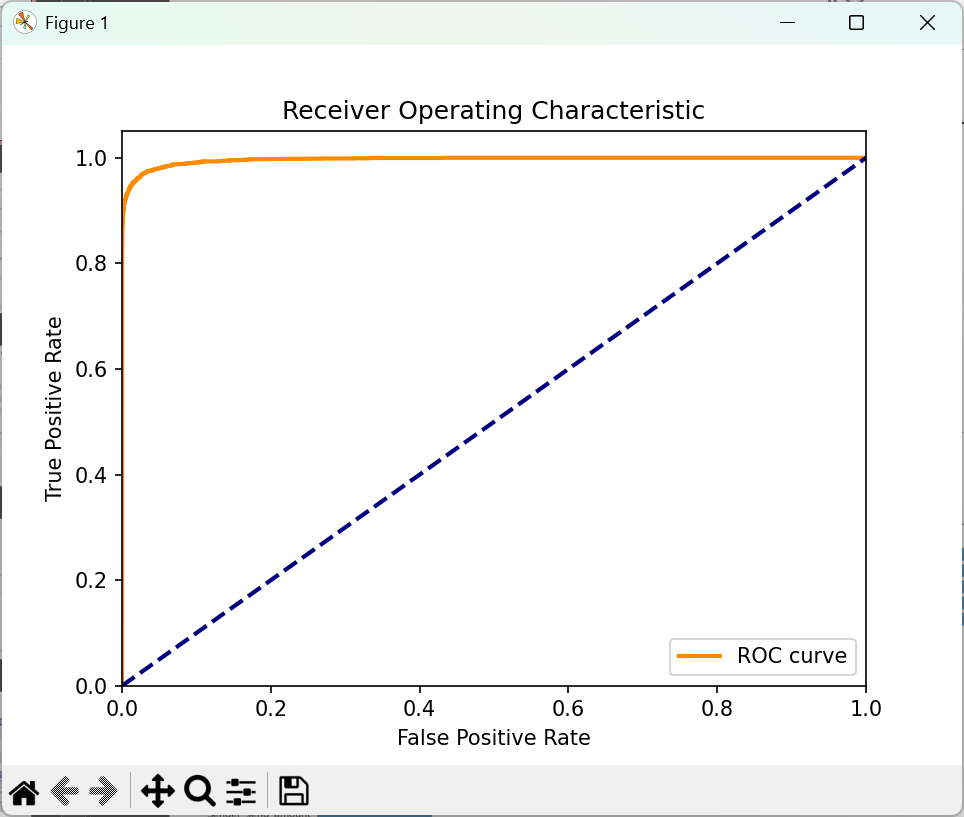 Figure 1
Receiver Operating Characteristic
1.0
0.8
0.6
0.4
0.2
0.0
True Positive Rate
0.0 0.2 0.4 0.6 0.8 1.0
False Positive Rate
ROC curve